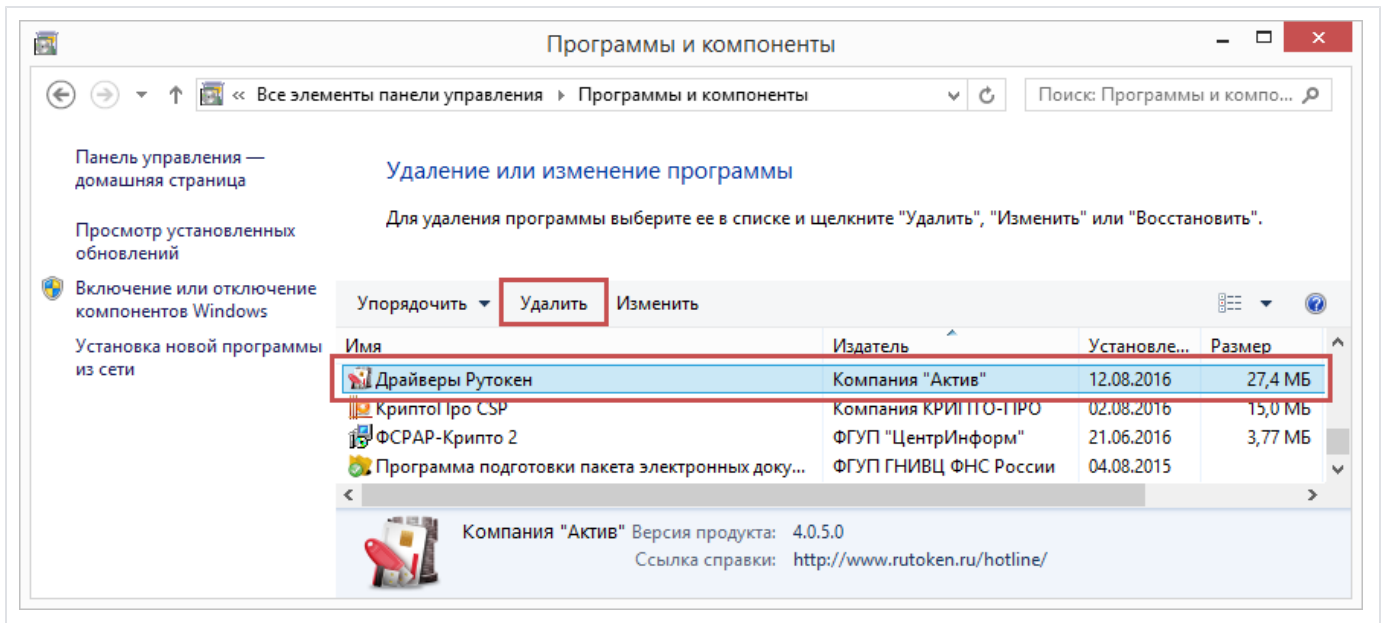 Программы и компоненты
« Все элементы панели управления Программы и компоненты
Поиск: Программы и компо...
Панель управления —
домашняя страница
Просмотр установленных
обновлений
Включение или отключение
компонентов Windows
Установка новой программы
из сети
Удаление или изменение программы
Для удаления программы выберите ее в списке и щелкните "Удалить", "Изменить" или "Восстановить".
Упорядочить Удалить Изменить
Имя Издатель Установле... Размер
Драйверы Рутокен Компания "Актив" 12.08.2016 27,4 МБ
КриптоПро CSP Компания КРИПТО-ПРО 02.08.2016 15,0 МБ
ФСРАР-Крипто 2 ФГУП "ЦентрИнформ" 21.06.2016 3,77 МБ
Программа подготовки пакета электронных доку... ФГУП ГНИВЦ ФНС России 04.08.2015
Компания "Актив" Версия продукта: 4.0.5.0
Ссылка справки: http://www.rutoken.ru/hotline/